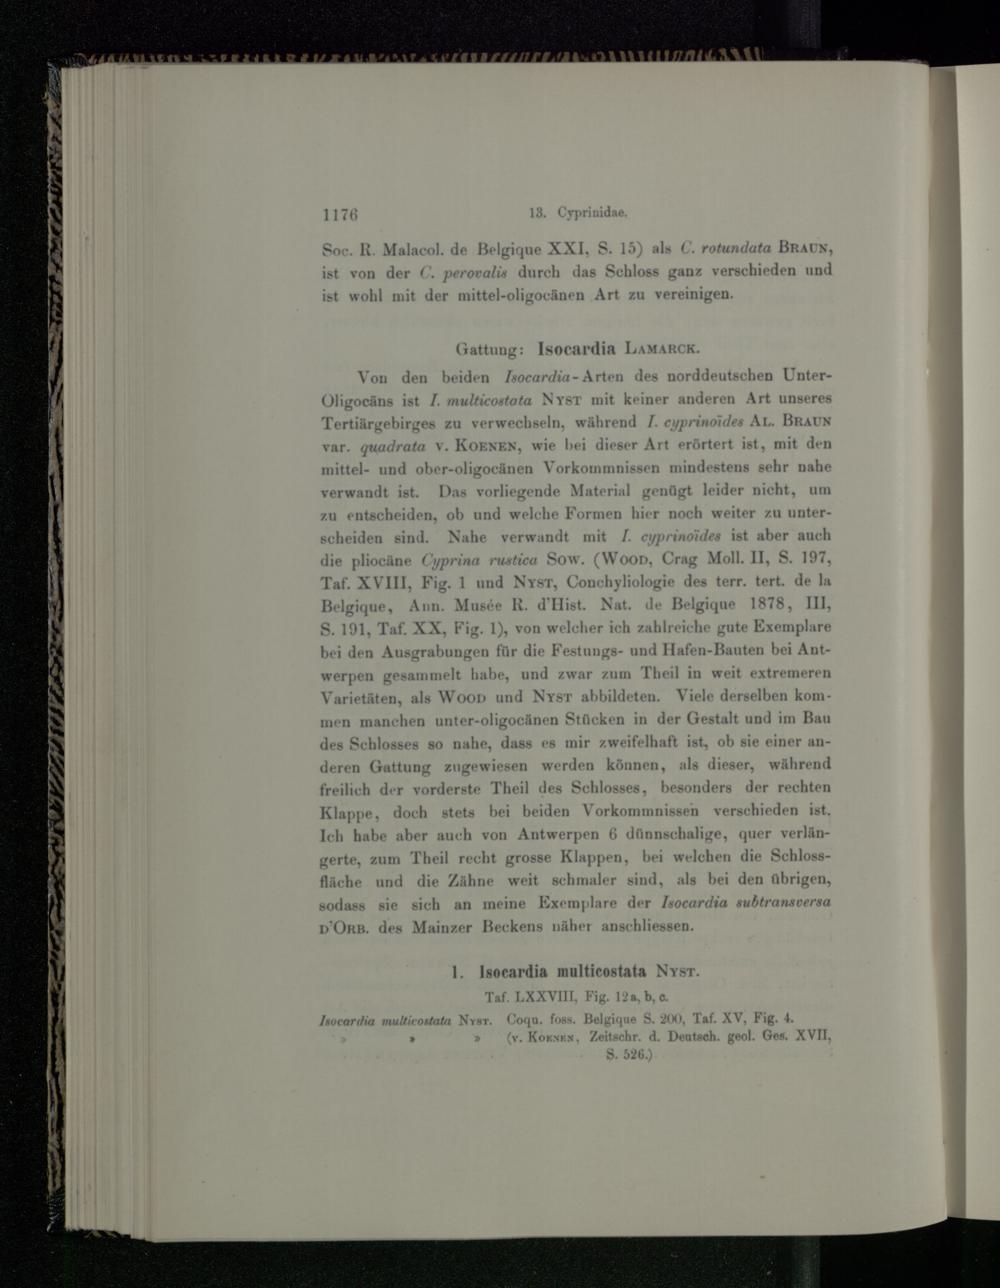 1176
13. Cyprinidae.
Soc. R. Malacol. de Belgique XXI, S. 15) als C. rotundata BRAUN,
ist von der C. perovalis durch das Schloss ganz verschieden und
ist wohl mit der mittel-oligocänen Art zu vereinigen.
Gattung: Isocardia LAMARCK.
Von den beiden Isocardia-Arten des norddeutschen Unter-
Oligocäns ist I. multicostata NYST mit keiner anderen Art unseres
Tertiärgebirges zu verwechseln, während I. cyprinoïdes AL. BRAUN
var. quadrata v. KOENEN, wie bei dieser Art erörtert ist, mit den
mittel- und ober-oligocänen Vorkommnissen mindestens sehr nahe
verwandt ist. Das vorliegende Material genügt leider nicht, um
zu entscheiden, ob und welche Formen hier noch weiter zu unter-
scheiden sind. Nahe verwandt mit I. cyprinoïdes ist aber auch
die pliocäne Cyprina rustica SOW. (WOOD, Crag Moll. II, S. 197,
Taf. XVIII, Fig. 1 und NYST, Conchyliologie des terr. tert. de la
Belgique, Ann. Musée R. d'Hist. Nat. de Belgique 1878, III,
S. 191, Taf. XX, Fig. 1), von welcher ich zahlreiche gute Exemplare
bei den Ausgrabungen für die Festungs- und Hafen-Bauten bei Ant-
werpen gesammelt habe, und zwar zum Theil in weit extremeren
Varietäten, als WOOD und NYST abbildeten. Viele derselben kom-
men manchen unter-oligocänen Stücken in der Gestalt und im Bau
des Schlosses so nahe, dass es mir zweifelhaft ist, ob sie einer an-
deren Gattung zugewiesen werden können, als dieser, während
freilich der vorderste Theil des Schlosses, besonders der rechten
Klappe, doch stets bei beiden Vorkommnissen verschieden ist.
Ich habe aber auch von Antwerpen 6 dünnschalige, quer verlän-
gerte, zum Theil recht grosse Klappen, bei welchen die Schloss-
fläche und die Zähne weit schmaler sind, als bei den übrigen,
sodass sie sich an meine Exemplare der Isocardia subtransversa
D'ORB. des Mainzer Beckens näher anschliessen.
1. Isocardia multicostata NYST.
Taf. LXXVIII, Fig. 12a, b, c.
Isocardia multicostata NYST. Coqu. foss. Belgique S. 200, Taf. XV, Fig. 4.
» » » (v. KOENEN, Zeitschr. d. Deutsch. geol. Ges. XVII,
S. 526.)